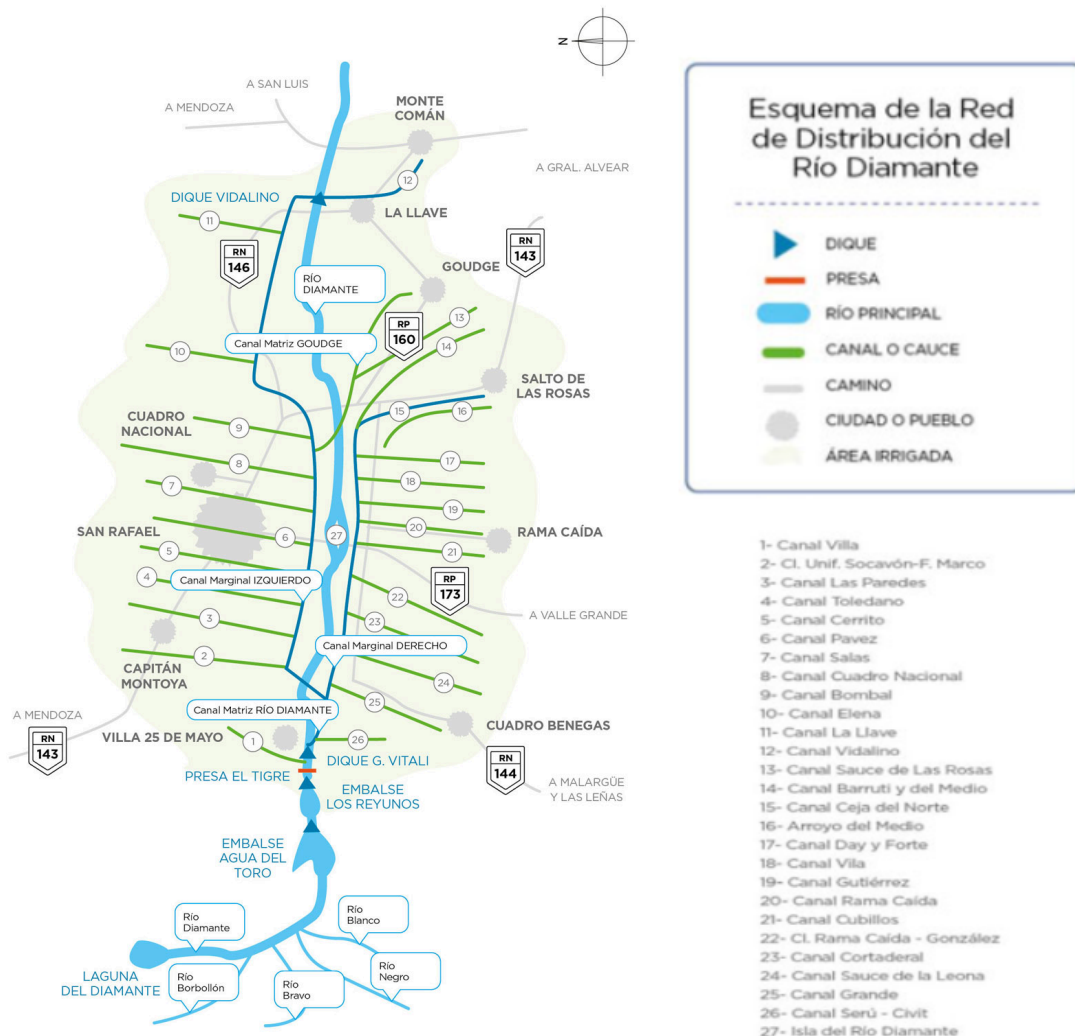 N
A SAN LUIS
A MENDOZA
MONTE
COMÁN
A GRAL. ALVEAR
12
DIQUE VIDALINO
11
LA LLAVE
RN
146
RN
143
GOUDGE
RÍO
DIAMANTE
13
RP
160
Canal Matriz GOUDGE
14
10
SALTO DE
LAS ROSAS
15
16
CUADRO
NACIONAL
9
8
17
7
18
19
SAN RAFAEL
6
27
20
RAMA CAÍDA
5
21
4
Canal Marginal IZQUIERDO
RP
173
22
A VALLE GRANDE
3
23
Canal Marginal DERECHO
2
CAPITÁN
MONTOYA
24
Canal Matriz RÍO DIAMANTE
25
A MENDOZA
RN
143
VILLA 25 DE MAYO
1
26
CUADRO BENEGAS
DIQUE G. VITALI
PRESA EL TIGRE
RN
144
EMBALSE
LOS REYUNOS
A MALARGÜE
Y LAS LEÑAS
EMBALSE
AGUA DEL
TORO
Río
Diamante
Río
Blanco
LAGUNA
DEL DIAMANTE
Río
Borbollón
Río
Bravo
Río
Negro
Esquema de la Red
de Distribución del
Río Diamante
DIQUE
PRESA
RÍO PRINCIPAL
CANAL O CAUCE
CAMINO
CIUDAD O PUEBLO
ÁREA IRRIGADA
1- Canal Villa
2- Cl. Unif. Socavón-F. Marco
3- Canal Las Paredes
4- Canal Toledano
5- Canal Cerrito
6- Canal Pavez
7- Canal Salas
8- Canal Cuadro Nacional
9- Canal Bombal
10- Canal Elena
11- Canal La Llave
12- Canal Vidalino
13- Canal Sauce de Las Rosas
14- Canal Barruti y del Medio
15- Canal Ceja del Norte
16- Arroyo del Medio
17- Canal Day y Forte
18- Canal Vila
19- Canal Gutiérrez
20- Canal Rama Caída
21- Canal Cubillos
22- Cl. Rama Caída - González
23- Canal Cortaderal
24- Canal Sauce de la Leona
25- Canal Grande
26- Canal Serú - Civit
27- Isla del Río Diamante